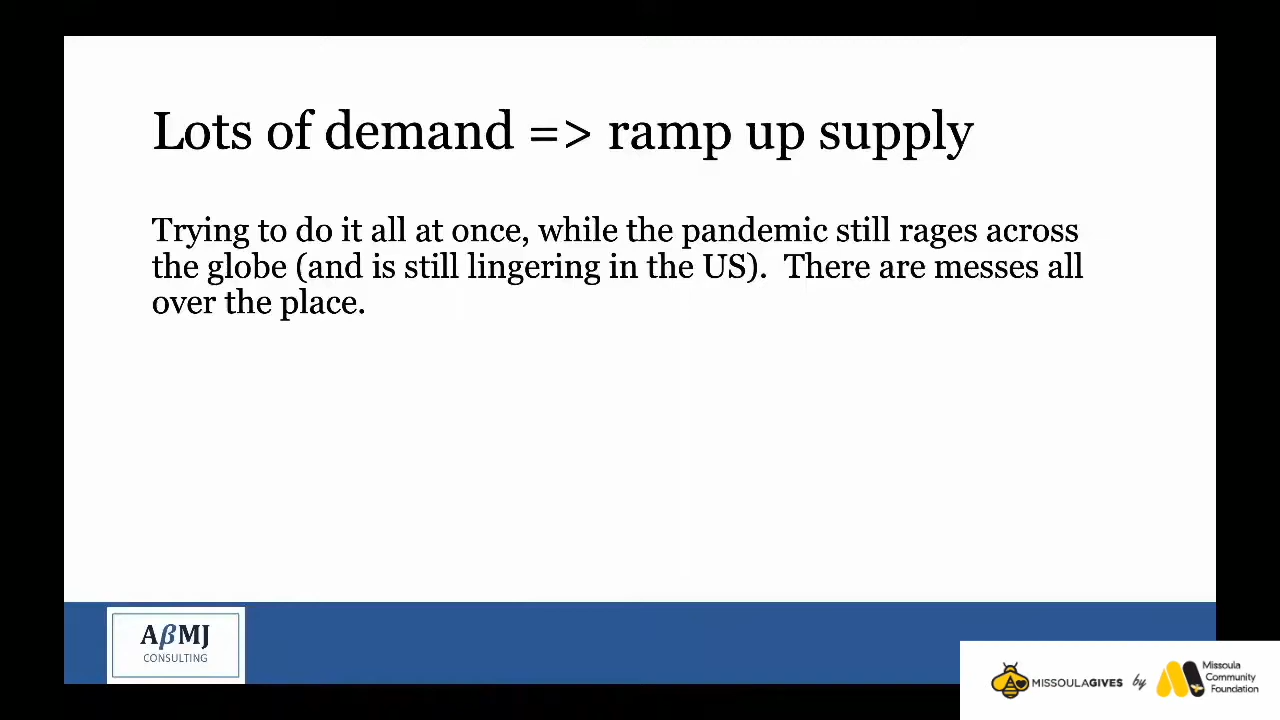 Lots of demand => ramp up supply
Trying to do it all at once, while the pandemic still rages across
the globe (and is still lingering in the US).  There are messes all
over the place.
AβMJ
CONSULTING
MISSOULAGIVES by
Missoula
Community
Foundation